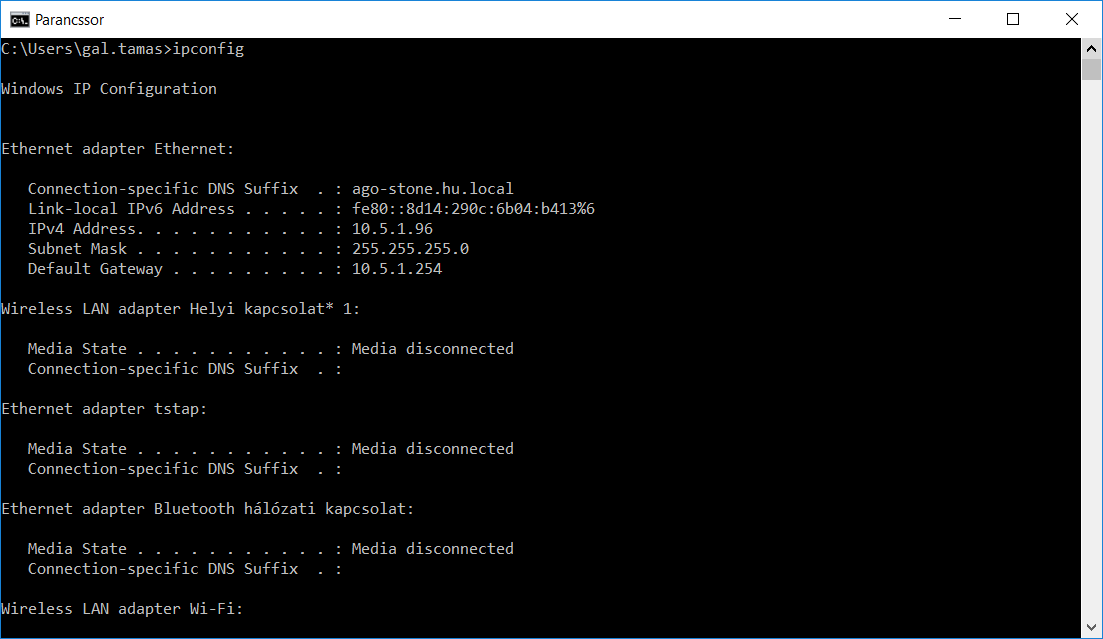 Parancssor
C:\Users\gal.tamas>ipconfig
Windows IP Configuration
Ethernet adapter Ethernet:
   Connection-specific DNS Suffix  . : ago-stone.hu.local
   Link-local IPv6 Address . . . . . : fe80::8d14:290c:6b04:b413%6
   IPv4 Address. . . . . . . . . . . : 10.5.1.96
   Subnet Mask . . . . . . . . . . . : 255.255.255.0
   Default Gateway . . . . . . . . . : 10.5.1.254
Wireless LAN adapter Helyi kapcsolat* 1:
   Media State . . . . . . . . . . . : Media disconnected
   Connection-specific DNS Suffix  . :
Ethernet adapter tstap:
   Media State . . . . . . . . . . . : Media disconnected
   Connection-specific DNS Suffix  . :
Ethernet adapter Bluetooth hálózati kapcsolat:
   Media State . . . . . . . . . . . : Media disconnected
   Connection-specific DNS Suffix  . :
Wireless LAN adapter Wi-Fi: